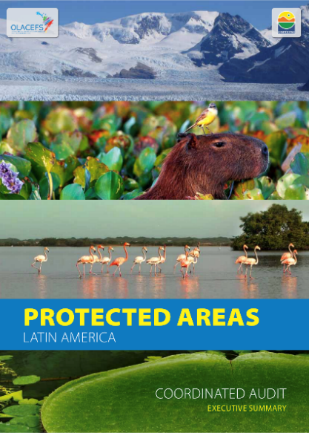 OLACEFS
PROTECTED AREAS
LATIN AMERICA
COORDINATED AUDIT
EXECUTIVE SUMMARY